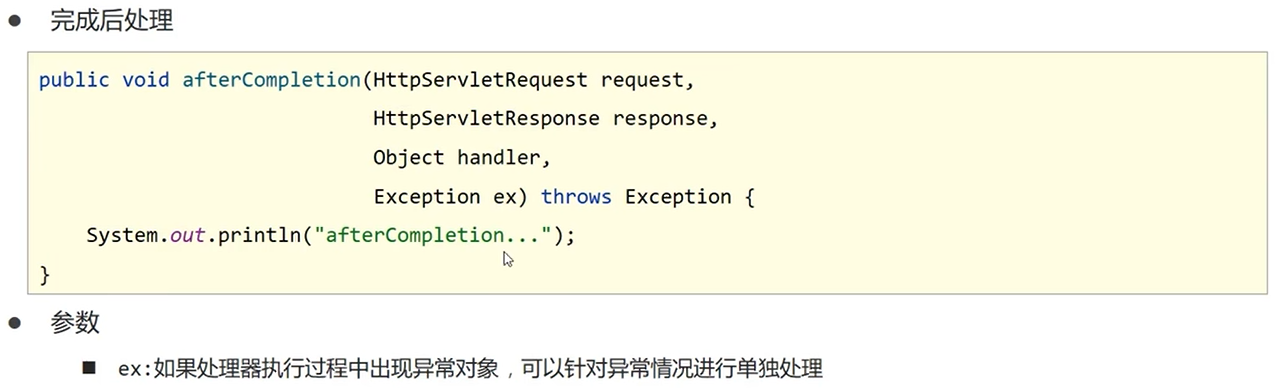 ● 完成后处理
public void afterCompletion(HttpServletRequest request,
HttpServletResponse response,
Object handler,
Exception ex) throws Exception {
System.out.println("afterCompletion...");
}
● 参数
■ ex:如果处理器执行过程中出现异常对象，可以针对异常情况进行单独处理